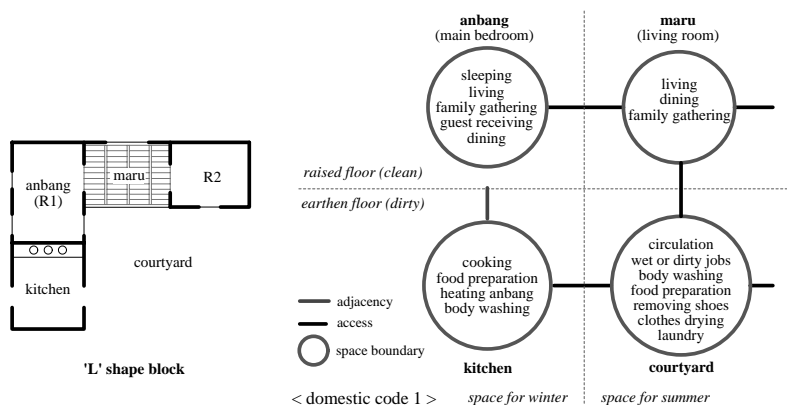 anbang
(main bedroom)
maru
(living room)
sleeping
living
family gathering
guest receiving
dining
living
dining
family gathering
anbang
(R1)
maru
R2
raised floor (clean)
earthen floor (dirty)
courtyard
kitchen
cooking
food preparation
heating anbang
body washing
circulation
wet or dirty jobs
body washing
food preparation
removing shoes
clothes drying
laundry
adjacency
access
space boundary
'L' shape block
kitchen
courtyard
< domestic code 1 >
space for winter
space for summer